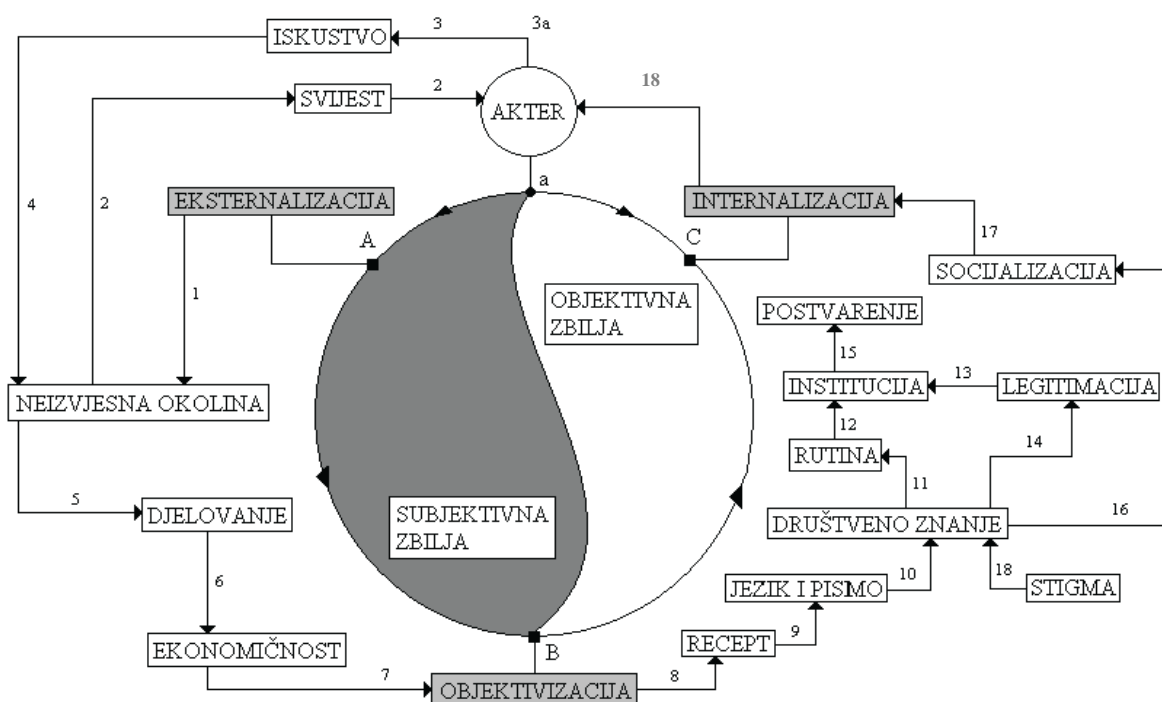 3
3a
ISKUSTVO
18
SVIJEST
2
AKTER
4
2
a
EKSTERNALIZACIJA
INTERNALIZACIJA
A
C
17
SOCIJALIZACIJA
1
OBJEKTIVNA
ZBILJA
POSTVARENJE
15
NEIZVJESNA OKOLINA
INSTITUCIJA
13
LEGITIMACIJA
12
14
RUTINA
11
5
DJELOVANJE
SUBJEKTIVNA
ZBILJA
DRUŠTVENO ZNANJE
16
6
10
18
JEZIK I PISMO
STIGMA
9
EKONOMIČNOST
B
RECEPT
7
OBJEKTIVIZACIJA
8